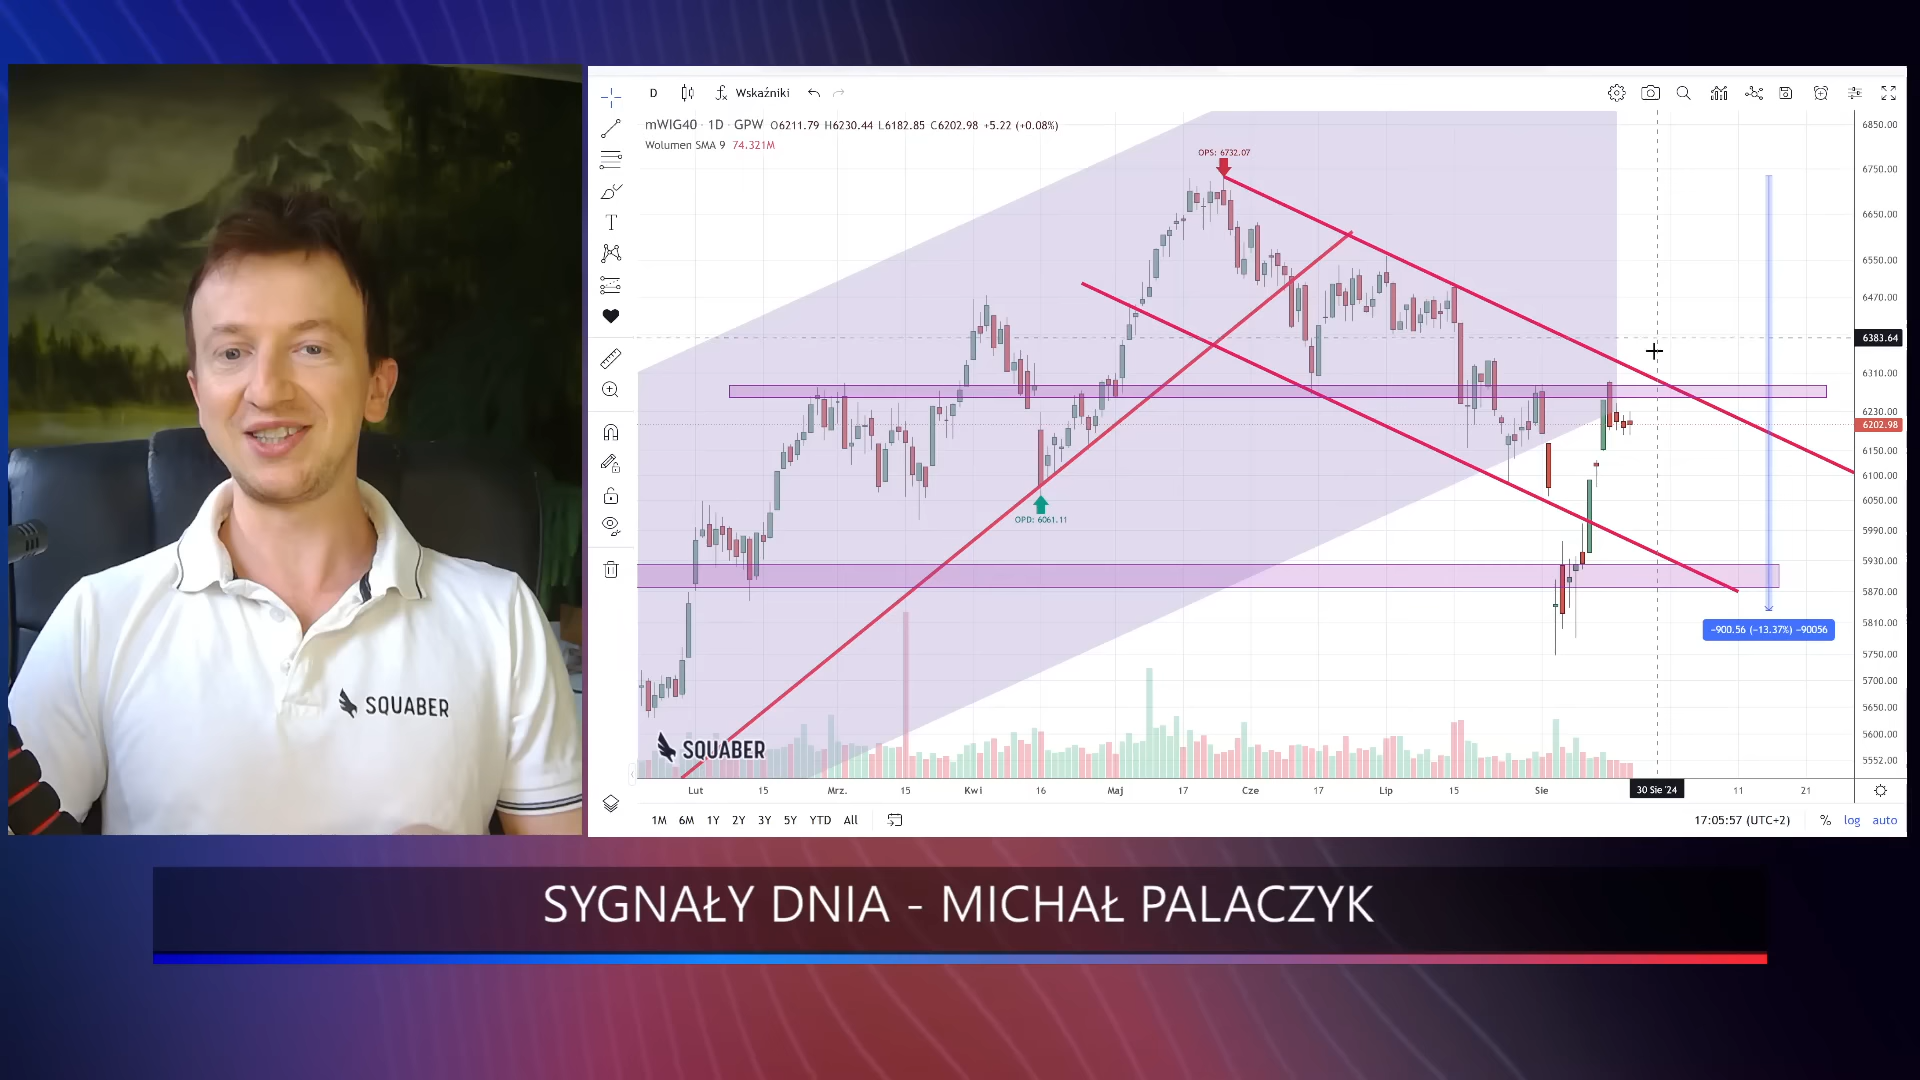 D
Wskaźniki
mWIG40 · 1D · GPW O6211.79 H6230.44 L6182.85 C6202.98 +5.22 (+0.08%)
Wolumen SMA 9 74.321M
OPS: 6732.07
OPD: 6061.11
-900.56 (-13.37%) -90056
6850.00
6750.00
6650.00
6550.00
6470.00
6383.64
6310.00
6230.00
6202.98
6150.00
6100.00
6050.00
5990.00
5930.00
5870.00
5810.00
5750.00
5700.00
5650.00
5600.00
5552.00
SQUABER
SQUABER
Lut 15 Mrz. 15 Kwi 16 Maj 17 Cze 17 Lip 15 Sie 30 Sie '24 11 21
1M 6M 1Y 2Y 3Y 5Y YTD All
17:05:57 (UTC+2) % log auto
SYGNAŁY DNIA - MICHAŁ PALACZYK